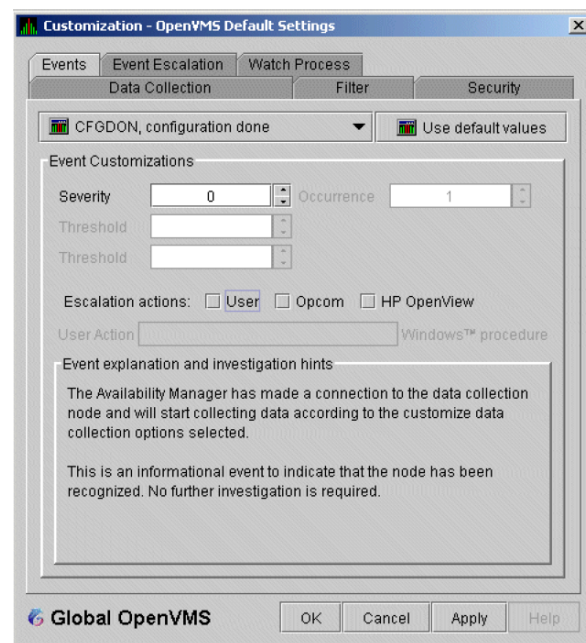 Customization - OpenVMS Default Settings
Events
Event Escalation
Watch Process
Data Collection
Filter
Security
CFGDON, configuration done
Use default values
Event Customizations
Severity
0
Occurrence
1
Threshold
Threshold
Escalation actions:
User
Opcom
HP OpenView
User Action
Windows™ procedure
Event explanation and investigation hints
The Availability Manager has made a connection to the data collection
node and will start collecting data according to the customize data
collection options selected.
This is an informational event to indicate that the node has been
recognized. No further investigation is required.
Global OpenVMS
OK
Cancel
Apply
Help